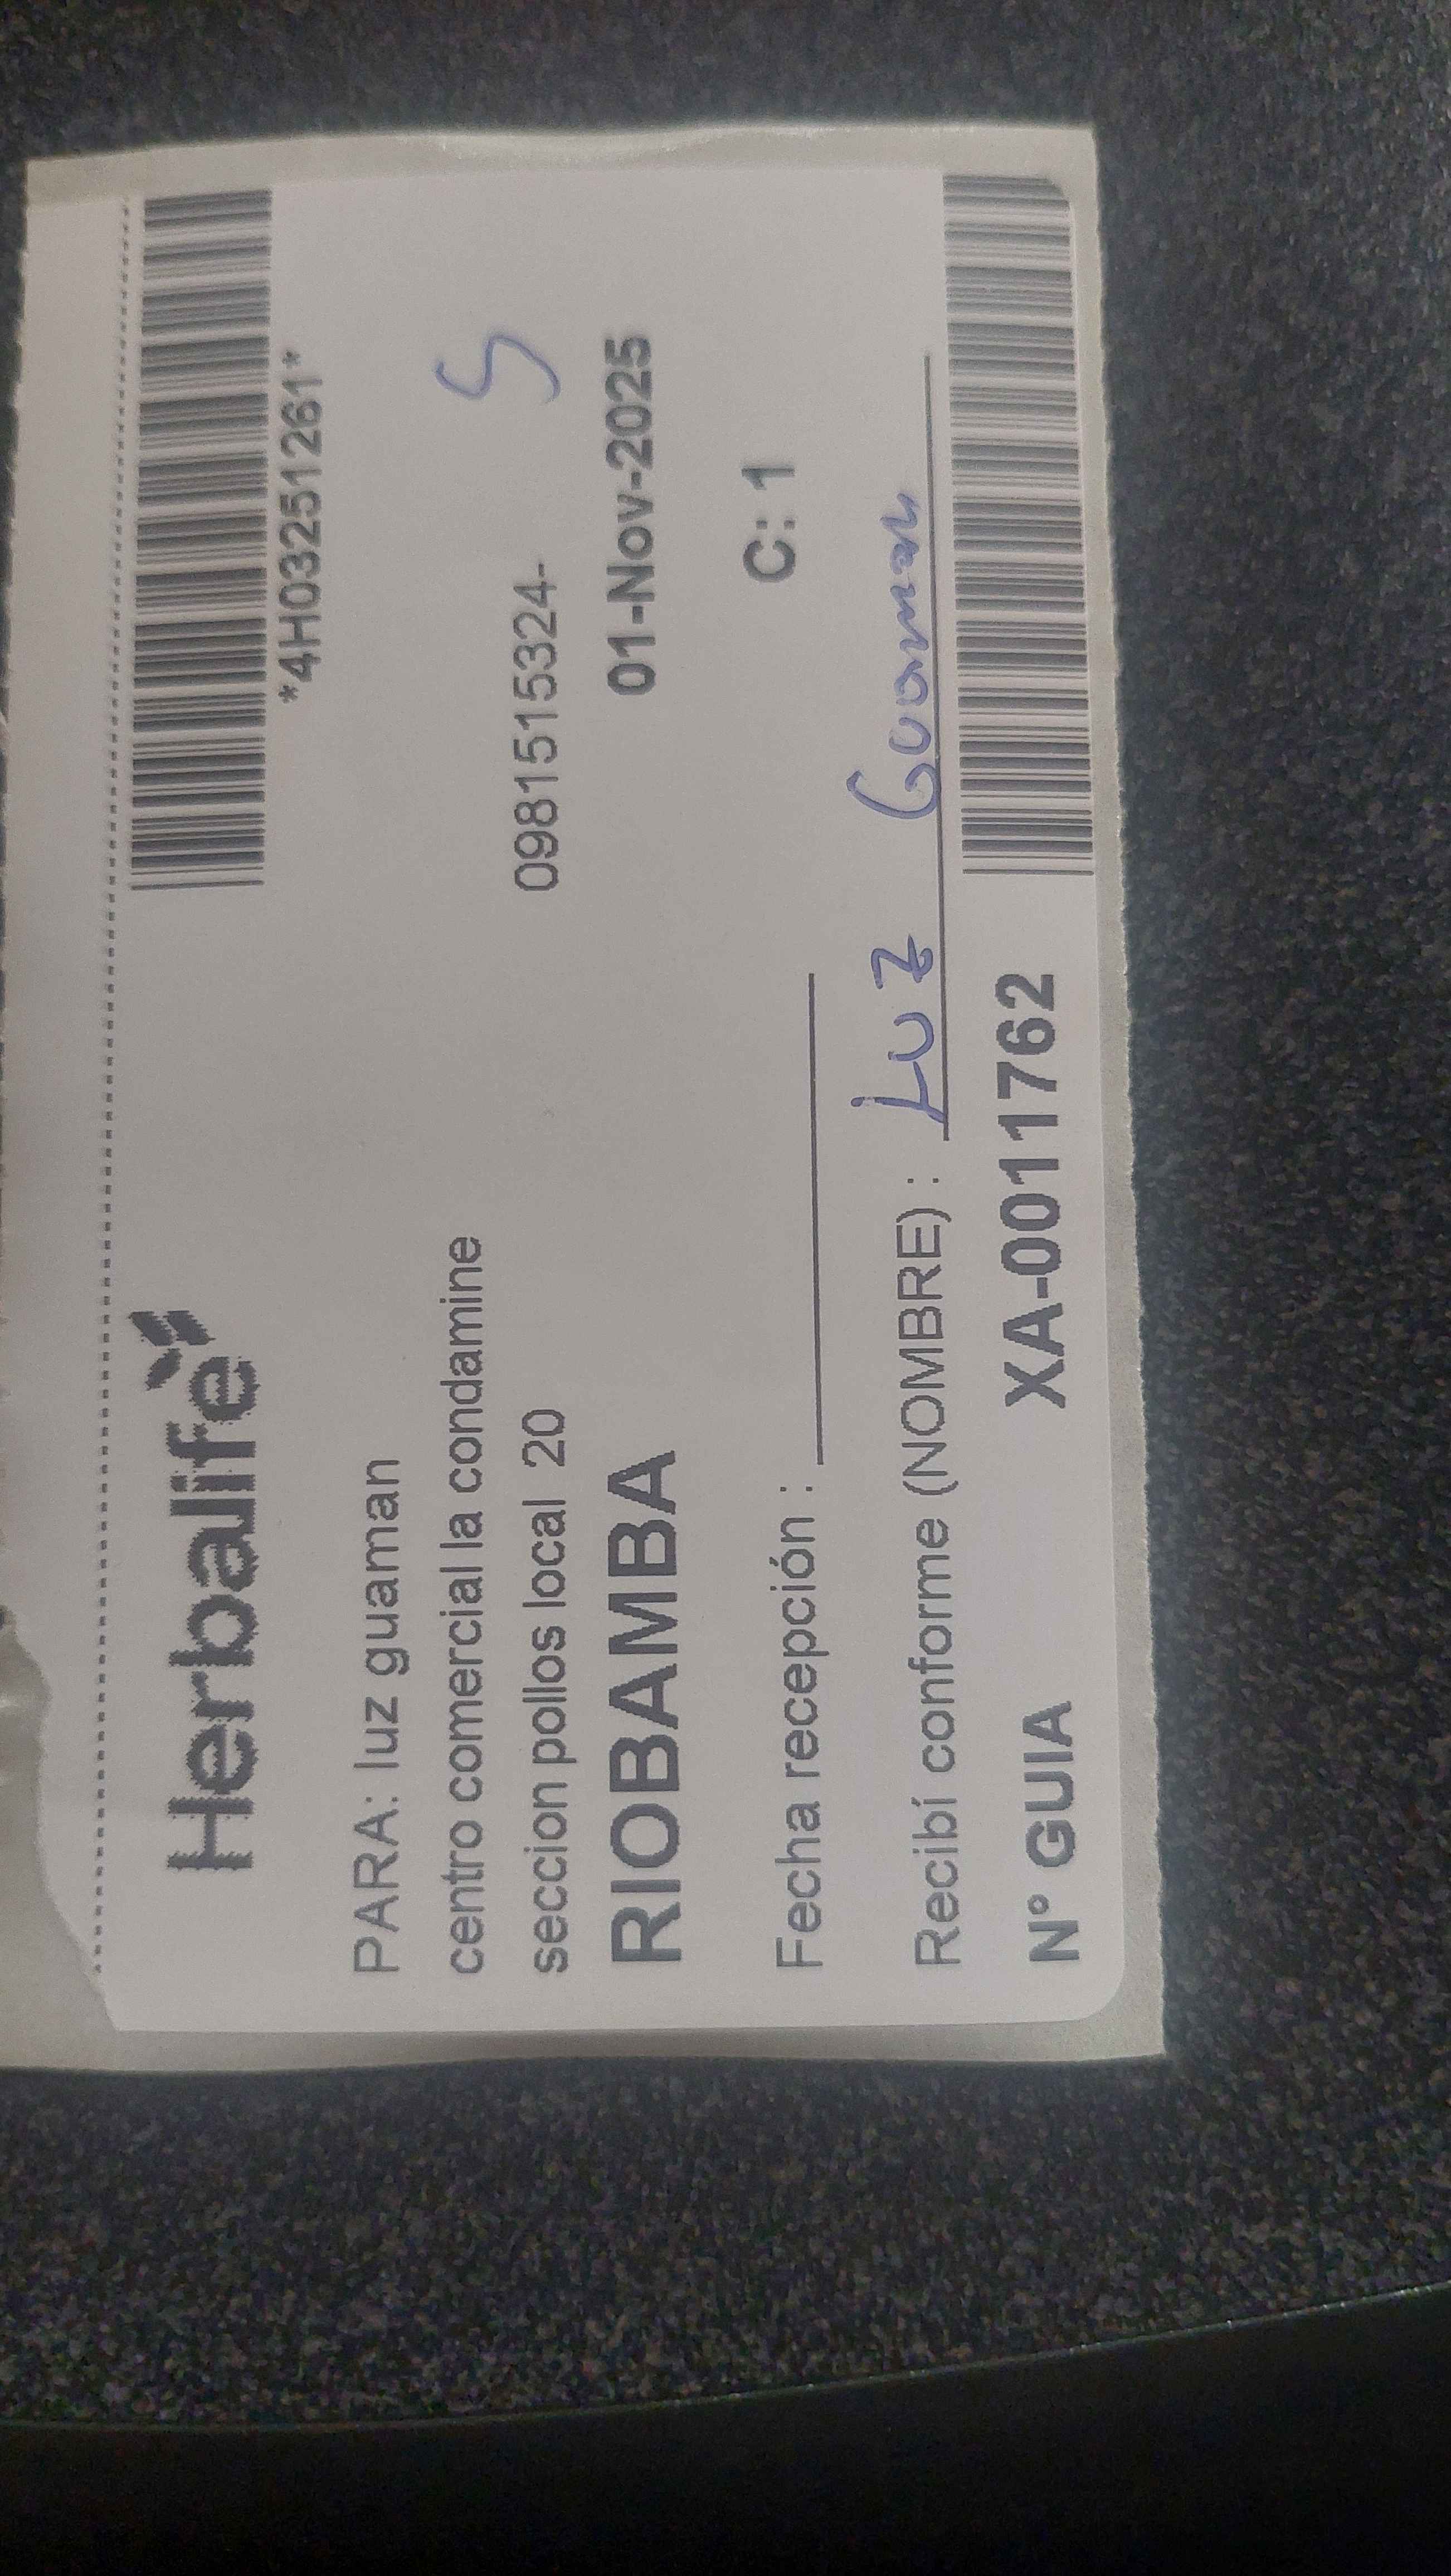 Herbalife
*4H03251261*
PARA: luz guaman
centro comercial la condamine
seccion pollos local 20
0981515324-
5
RIOBAMBA
01-Nov-2025
C: 1
Fecha recepción :
Recibí conforme (NOMBRE) : Luz Guaman
N° GUIA XA-0011762